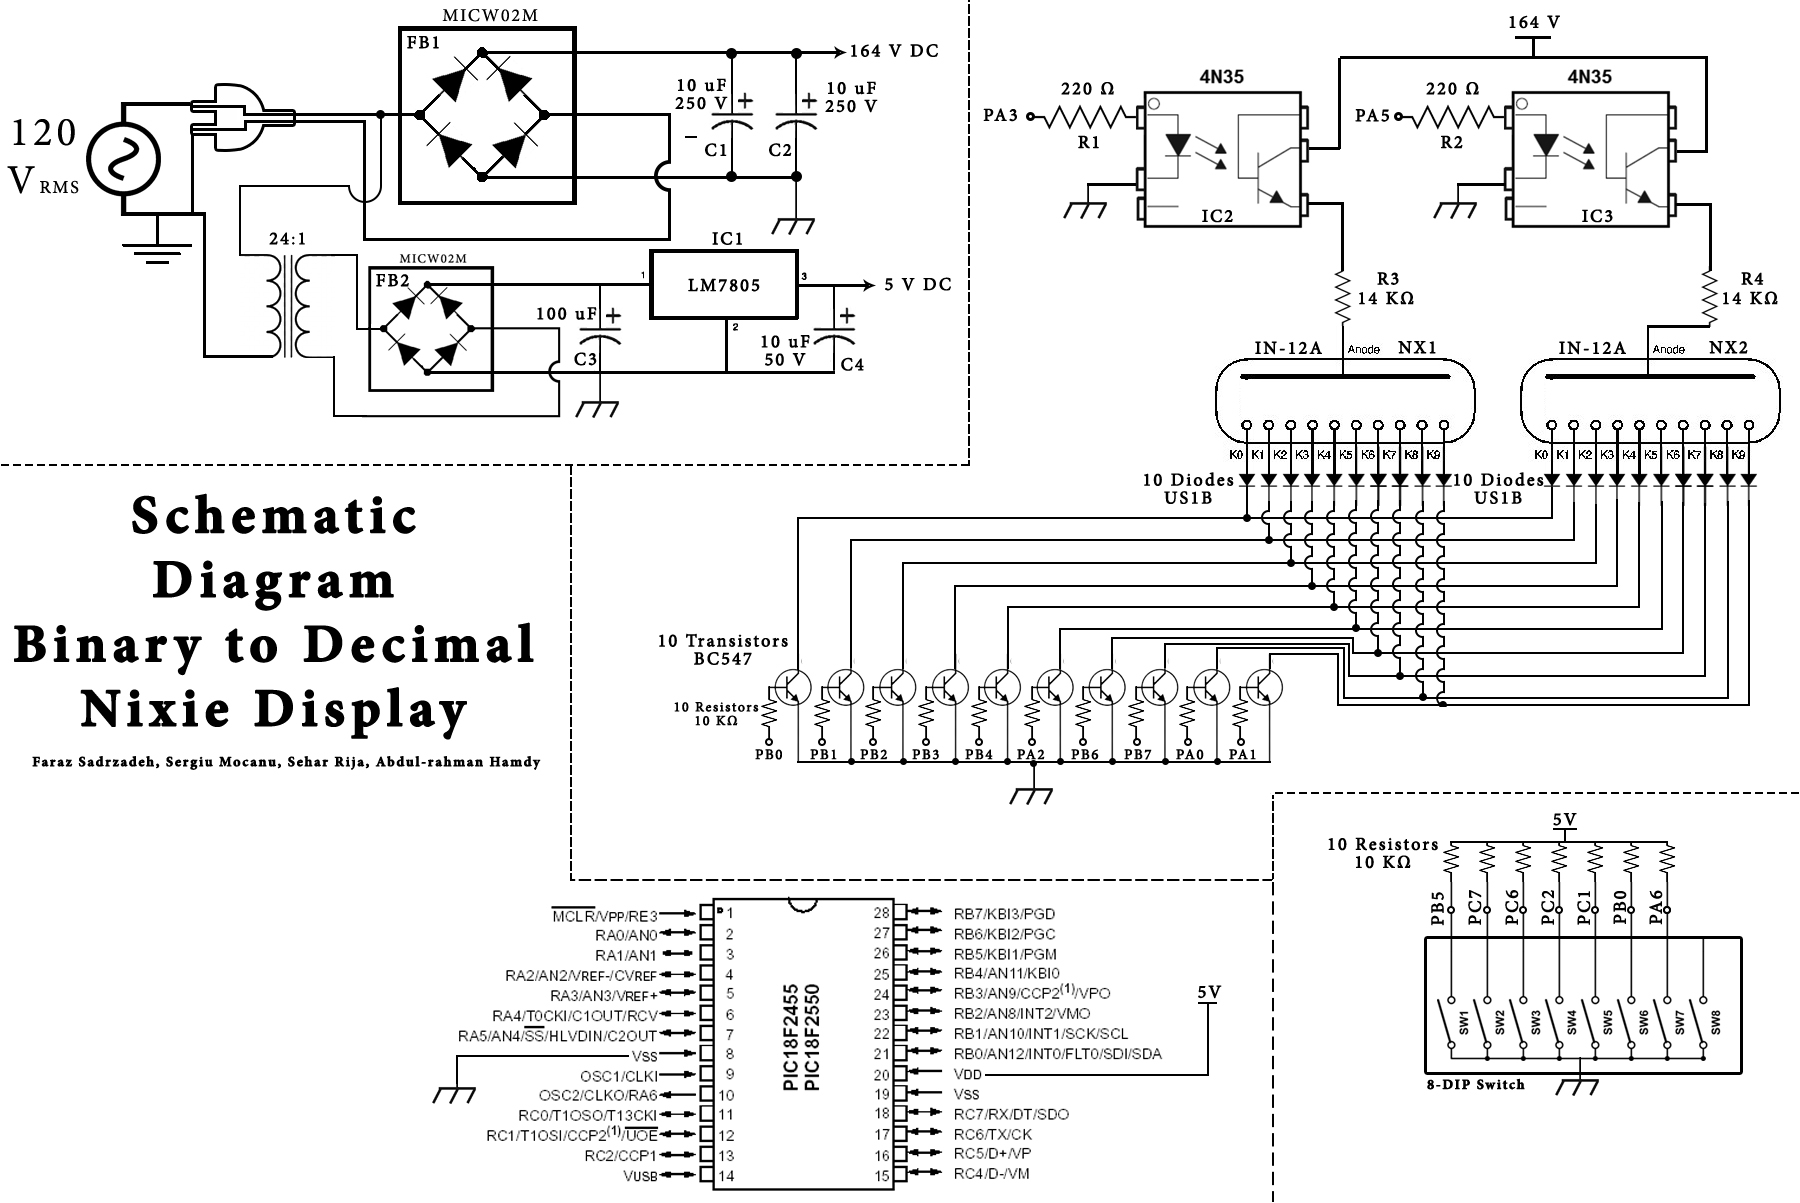 MICW02M
FB1
164 V DC
10 uF
250 V
+
10 uF
250 V
+
–
C1
C2
120
V RMS
24:1
MICW02M
FB2
IC1
1
LM7805
3
2
5 V DC
100 uF
+
C3
10 uF
50 V
+
C4
164 V
4N35
220 Ω
PA3
R1
IC2
4N35
220 Ω
PA5
R2
IC3
R3
14 KΩ
R4
14 KΩ
IN-12A
Anode
NX1
IN-12A
Anode
NX2
K0 K1 K2 K3 K4 K5 K6 K7 K8 K9
K0 K1 K2 K3 K4 K5 K6 K7 K8 K9
10 Diodes
US1B
10 Diodes
US1B
Schematic
Diagram
Binary to Decimal
Nixie Display
Faraz Sadrzadeh, Sergiu Mocanu, Sehar Rija, Abdul-rahman Hamdy
10 Transistors
BC547
10 Resistors
10 KΩ
PB0 PB1 PB2 PB3 PB4 PA2 PB6 PB7 PA0 PA1
5V
10 Resistors
10 KΩ
PB5 PC7 PC6 PC2 PC1 PB0 PA6
SW1 SW2 SW3 SW4 SW5 SW6 SW7 SW8
8-DIP Switch
MCLR/VPP/RE3 1
RA0/AN0 2
RA1/AN1 3
RA2/AN2/VREF-/CVREF 4
RA3/AN3/VREF+ 5
RA4/T0CKI/C1OUT/RCV 6
RA5/AN4/SS/HLVDIN/C2OUT 7
VSS 8
OSC1/CLKI 9
OSC2/CLKO/RA6 10
RC0/T1OSO/T13CKI 11
RC1/T1OSI/CCP2(1)/UOE 12
RC2/CCP1 13
VUSB 14
PIC18F2455
PIC18F2550
28 RB7/KBI3/PGD
27 RB6/KBI2/PGC
26 RB5/KBI1/PGM
25 RB4/AN11/KBI0
24 RB3/AN9/CCP2(1)/VPO
23 RB2/AN8/INT2/VMO
22 RB1/AN10/INT1/SCK/SCL
21 RB0/AN12/INT0/FLT0/SDI/SDA
20 VDD
19 VSS
18 RC7/RX/DT/SDO
17 RC6/TX/CK
16 RC5/D+/VP
15 RC4/D-/VM
5V